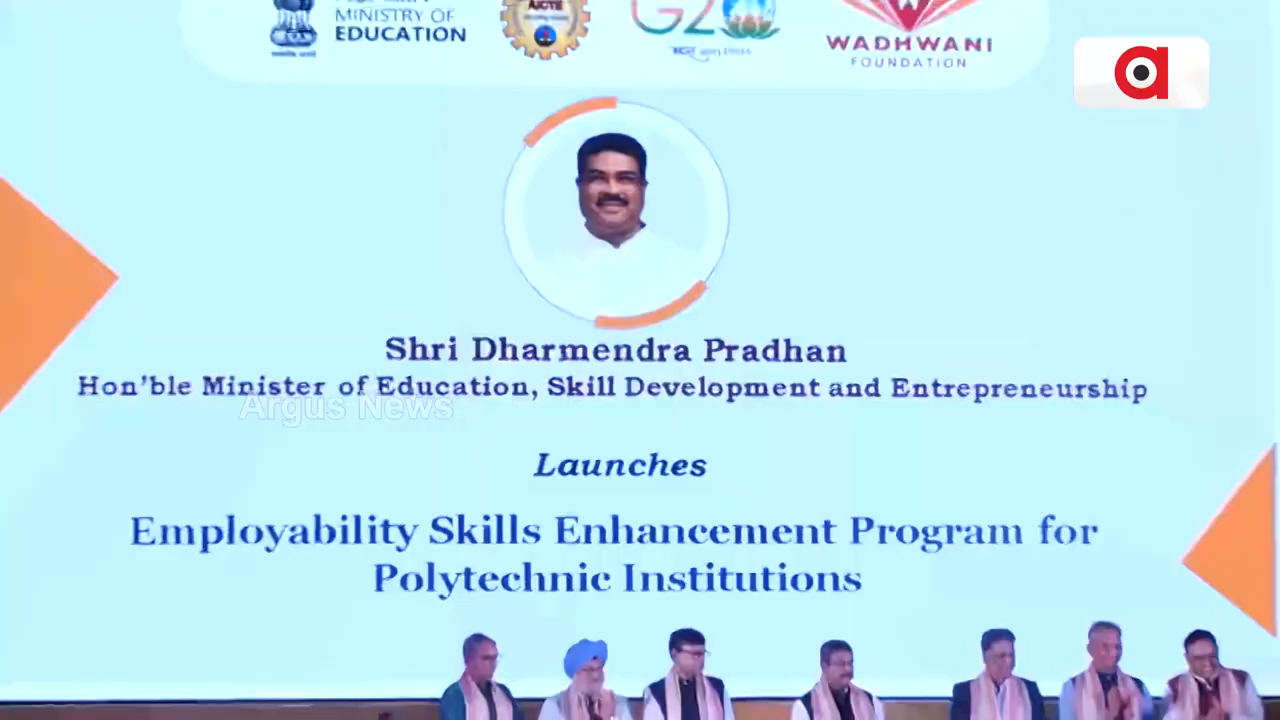 MINISTRY OF
EDUCATION
AICTE
G20
WADHWANI
FOUNDATION
a
Shri Dharmendra Pradhan
Hon'ble Minister of Education, Skill Development and Entrepreneurship
Argus News
Launches
Employability Skills Enhancement Program for
Polytechnic Institutions